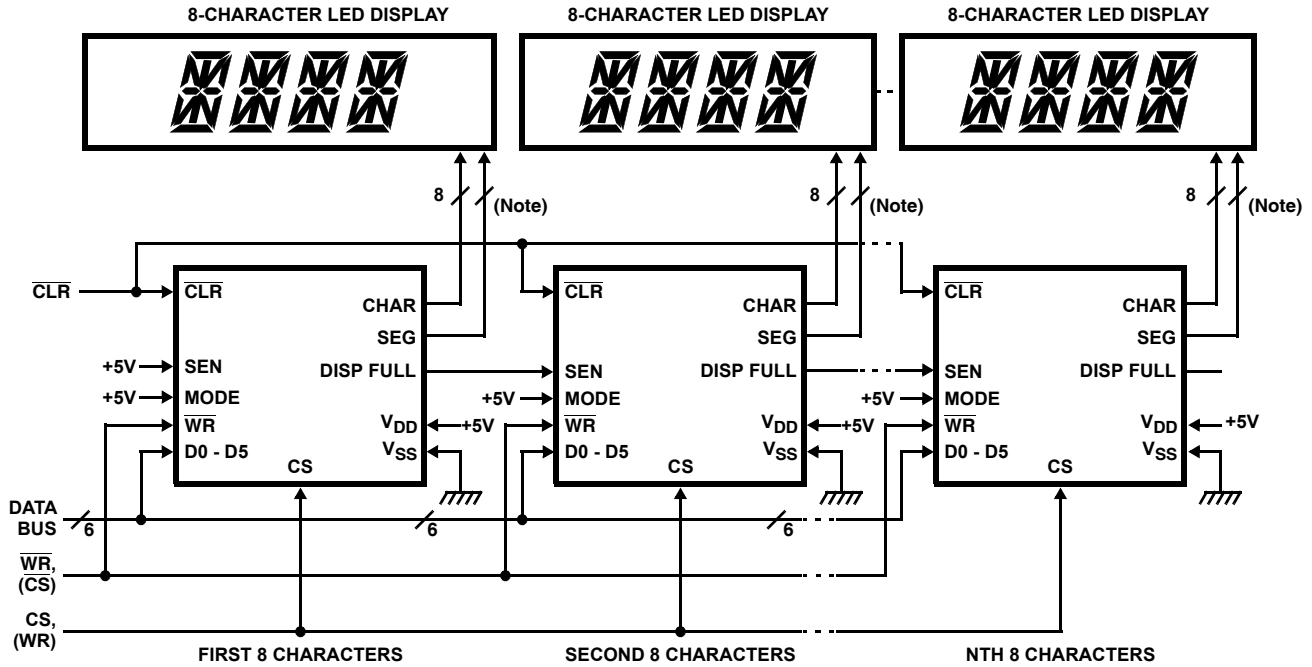 8-CHARACTER LED DISPLAY 8-CHARACTER LED DISPLAY 8-CHARACTER LED DISPLAY
8 (Note) 8 (Note) 8 (Note)
CLR CLR CLR CLR
CHAR CHAR CHAR
SEG SEG SEG
+5V SEN DISP FULL SEN DISP FULL SEN DISP FULL
+5V MODE +5V MODE +5V MODE
WR VDD +5V WR VDD +5V WR VDD +5V
D0 - D5 VSS D0 - D5 VSS D0 - D5 VSS
CS CS CS
DATA
BUS 6 6 6
WR,
(CS)
CS,
(WR)
FIRST 8 CHARACTERS SECOND 8 CHARACTERS NTH 8 CHARACTERS